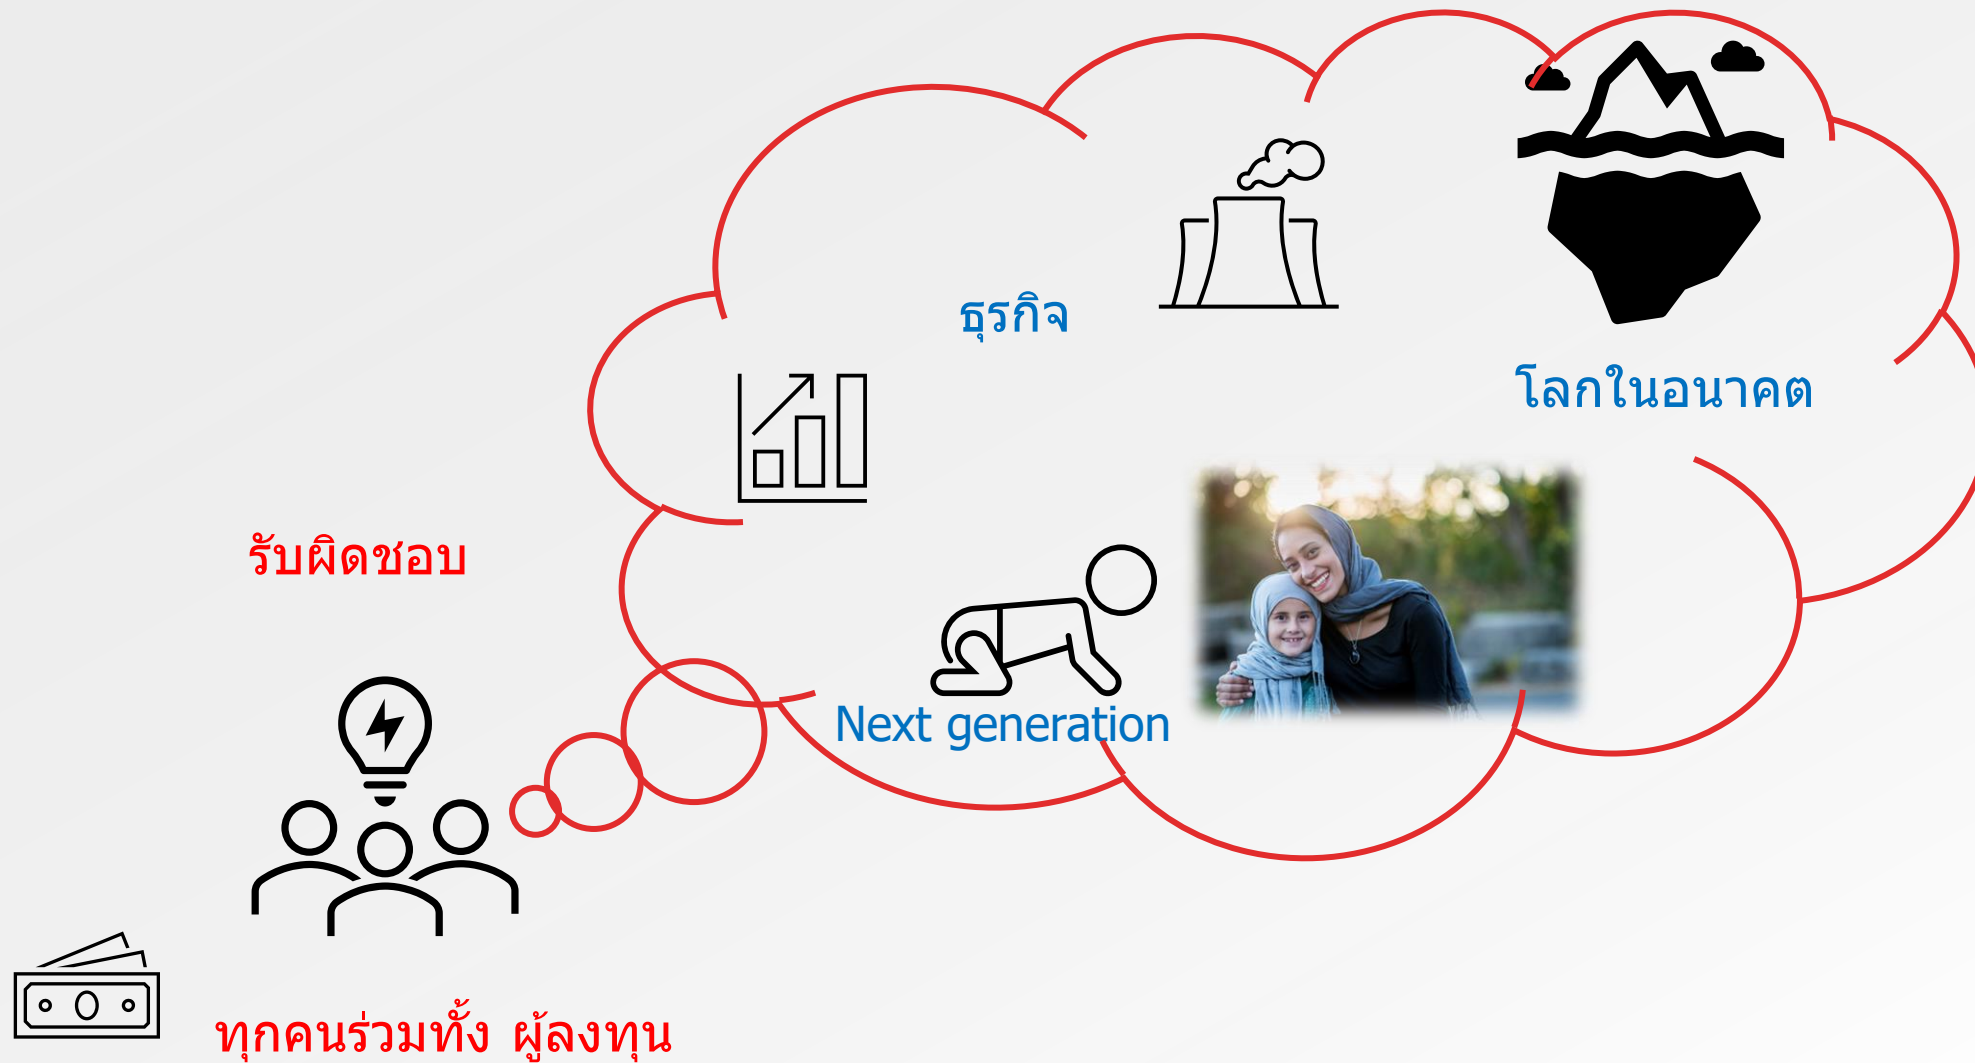 ธุรกิจ
โลกในอนาคต
รับผิดชอบ
Next generation
ทุกคนร่วมทั้ง ผู้ลงทุน